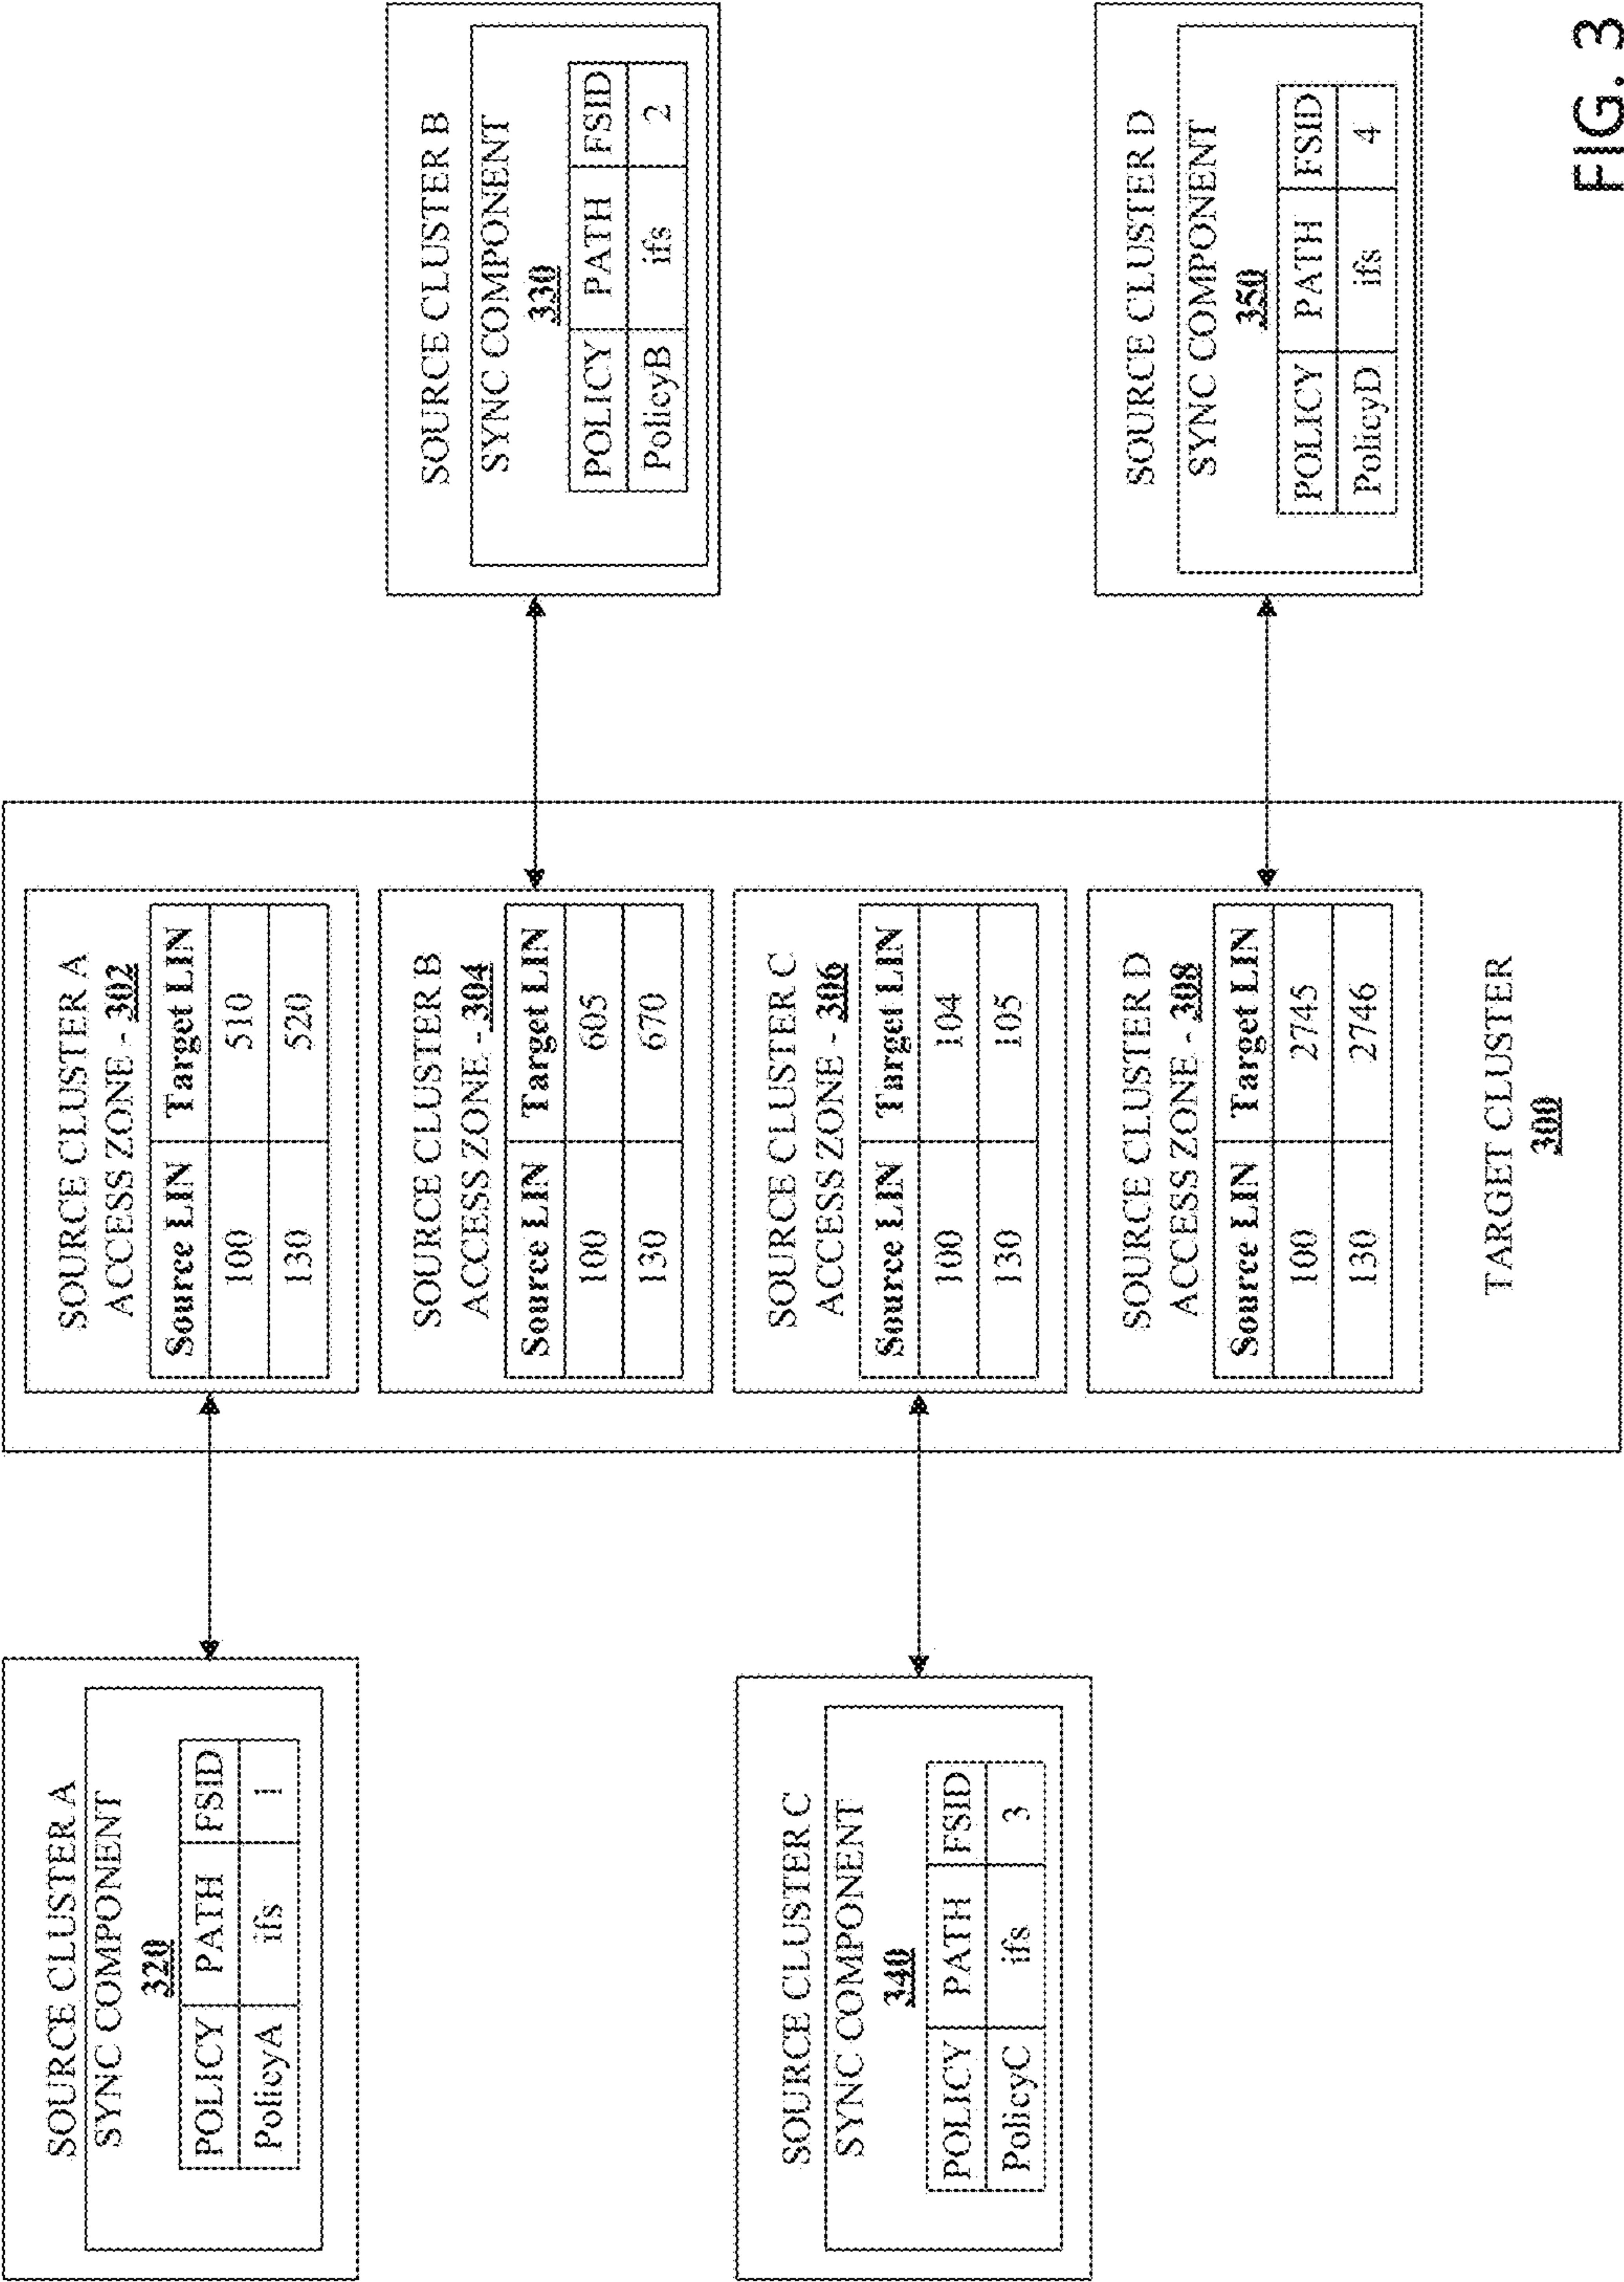 SOURCE CLUSTER A
SYNC COMPONENT
320
POLICY PATH FSID
PolicyA ifs 1
SOURCE CLUSTER C
SYNC COMPONENT
340
POLICY PATH FSID
PolicyC ifs 3
SOURCE CLUSTER A
ACCESS ZONE - 302
Source LIN Target LIN
100 510
130 520
SOURCE CLUSTER B
ACCESS ZONE - 304
Source LIN Target LIN
100 605
130 670
SOURCE CLUSTER C
ACCESS ZONE - 306
Source LIN Target LIN
100 104
130 105
SOURCE CLUSTER D
ACCESS ZONE - 308
Source LIN Target LIN
100 2745
130 2746
TARGET CLUSTER
300
SOURCE CLUSTER B
SYNC COMPONENT
330
POLICY PATH FSID
PolicyB ifs 2
SOURCE CLUSTER D
SYNC COMPONENT
350
POLICY PATH FSID
PolicyD ifs 4
FIG. 3